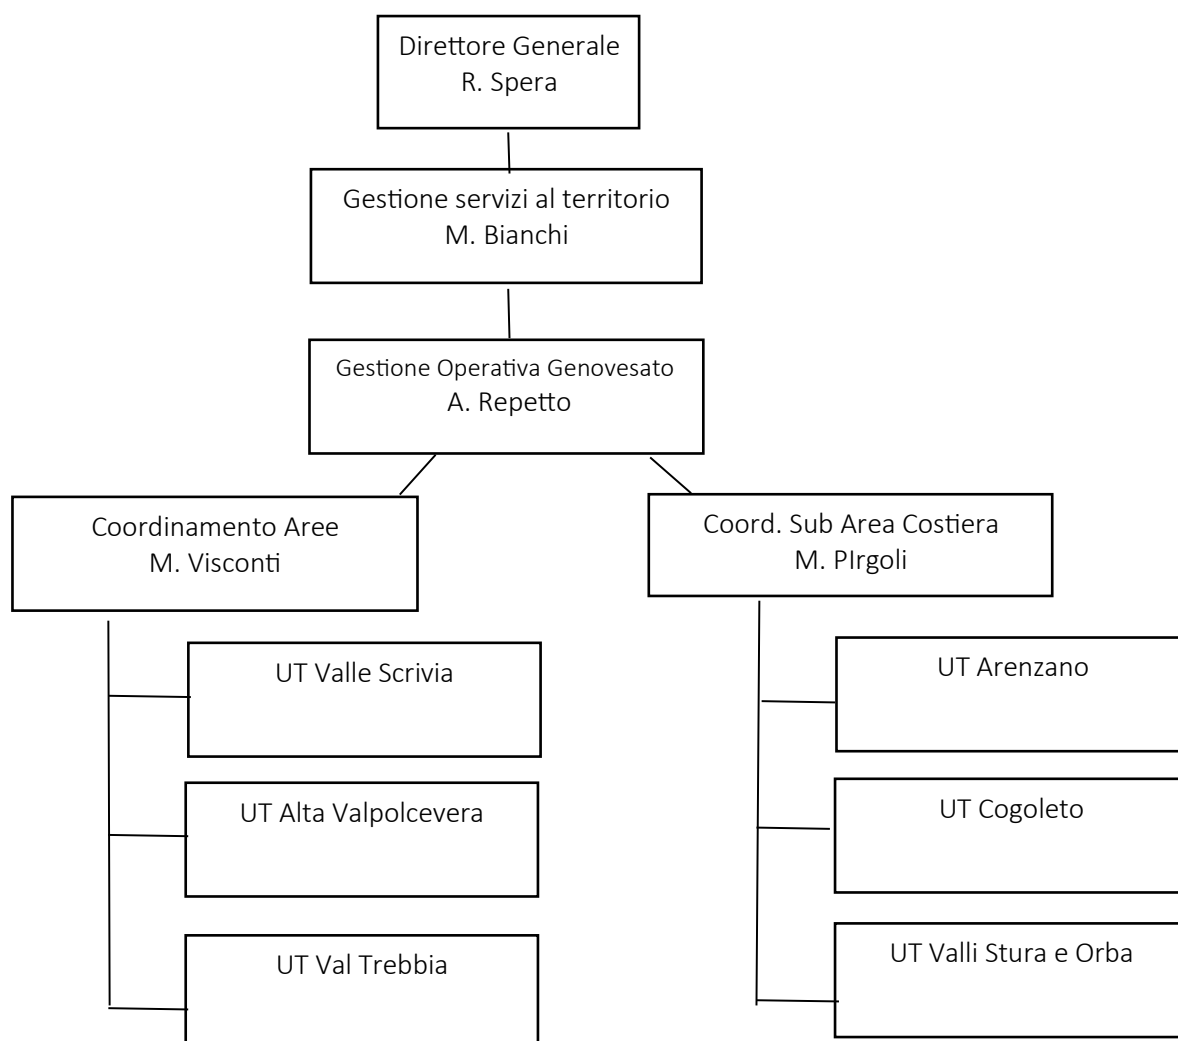 Direttore Generale
R. Spera
Gestione servizi al territorio
M. Bianchi
Gestione Operativa Genovesato
A. Repetto
Coordinamento Aree
M. Visconti
Coord. Sub Area Costiera
M. PIrgoli
UT Valle Scrivia
UT Alta Valpolcevera
UT Val Trebbia
UT Arenzano
UT Cogoleto
UT Valli Stura e Orba